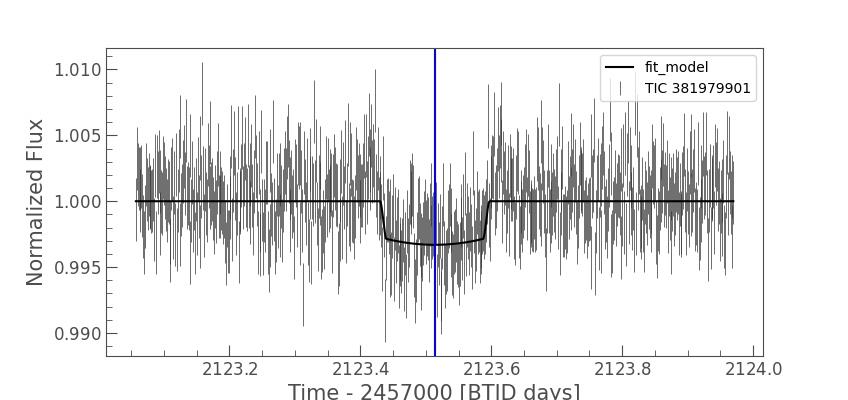 1.010
1.005
1.000
0.995
0.990
Normalized Flux
fit_model
TIC 381979901
2123.2 2123.4 2123.6 2123.8 2124.0
Time - 2457000 [BTJD days]